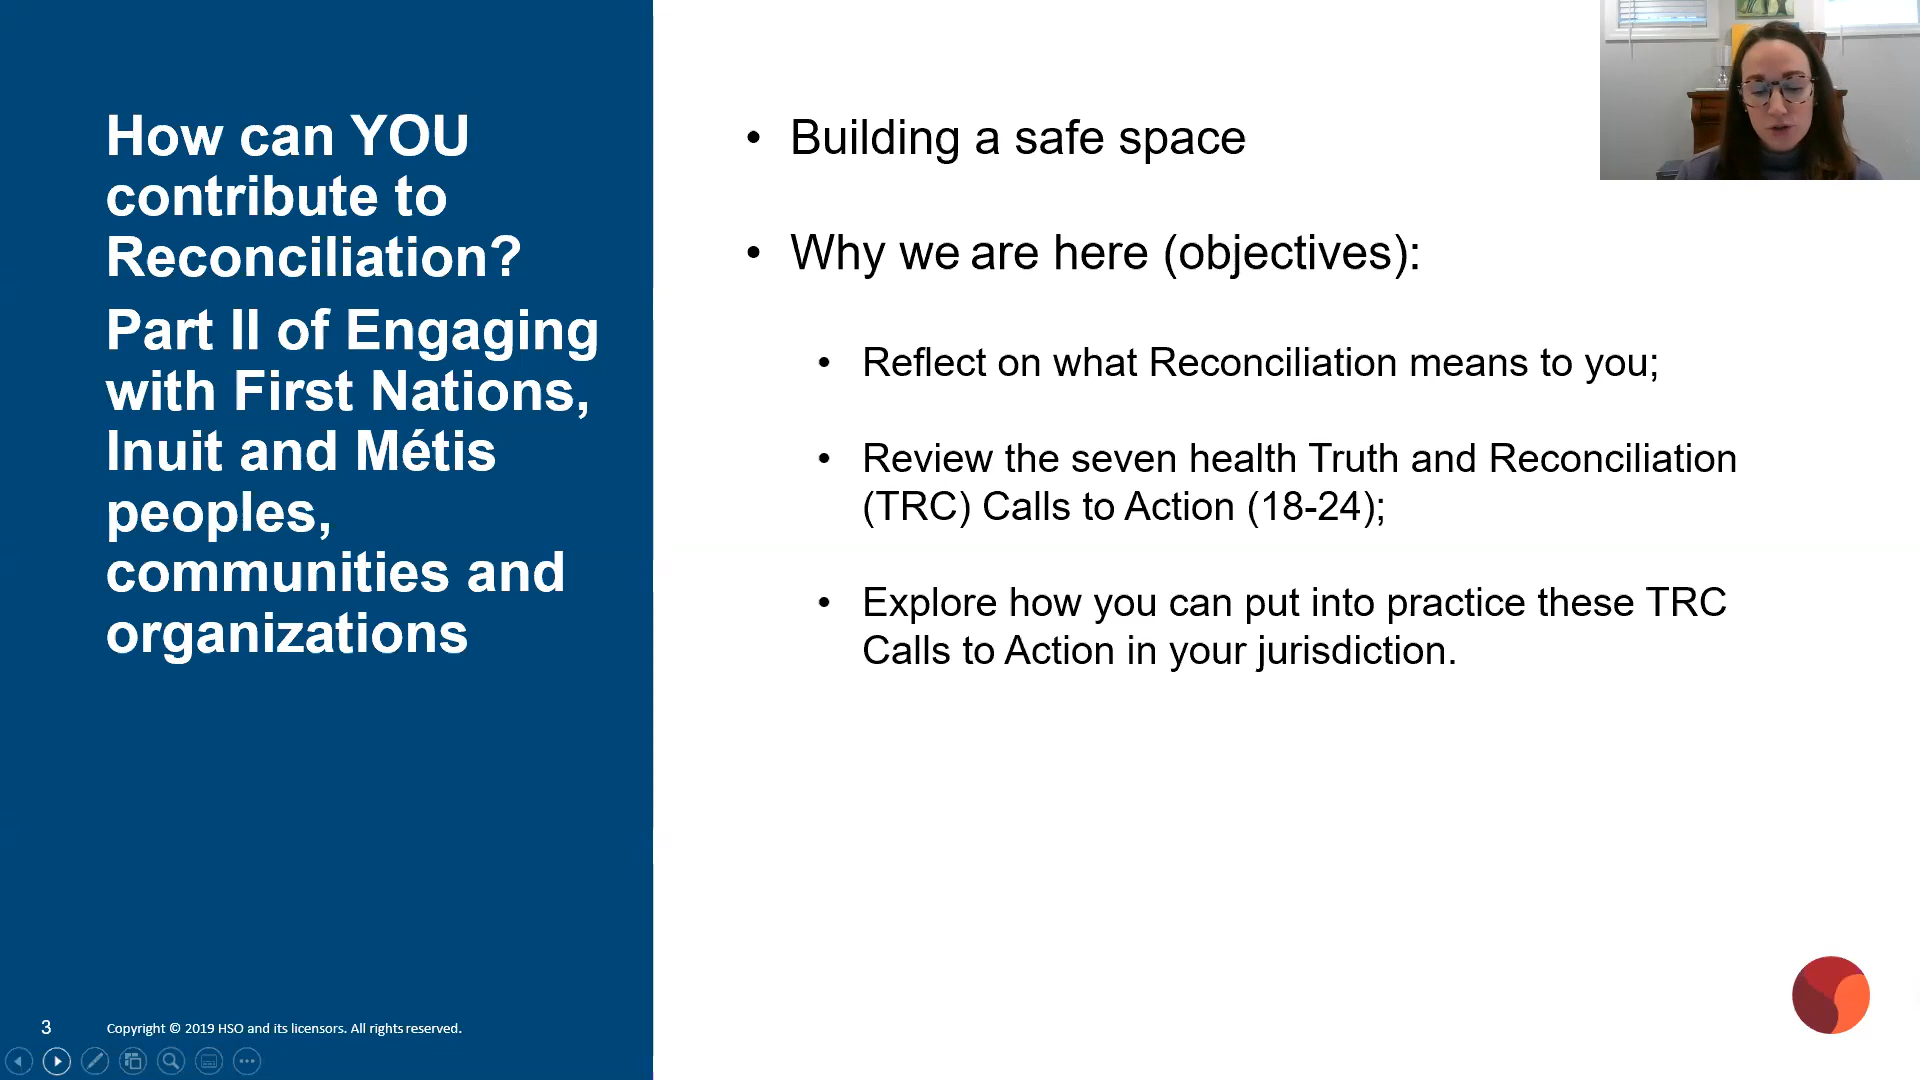 How can YOU
contribute to
Reconciliation?
Part II of Engaging
with First Nations,
Inuit and Métis
peoples,
communities and
organizations
• Building a safe space
• Why we are here (objectives):
• Reflect on what Reconciliation means to you;
• Review the seven health Truth and Reconciliation
(TRC) Calls to Action (18-24);
• Explore how you can put into practice these TRC
Calls to Action in your jurisdiction.
3
Copyright © 2019 HSO and its licensors. All rights reserved.